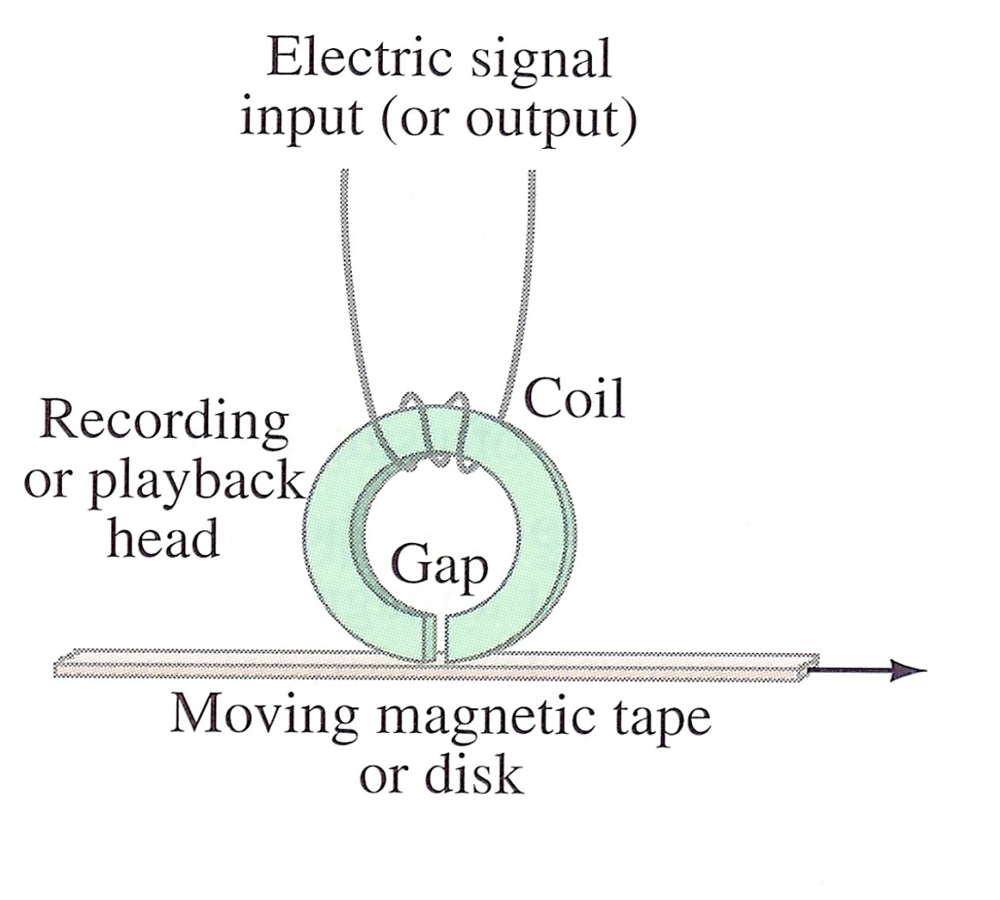 Electric signal
input (or output)
Coil
Recording
or playback
head
Gap
Moving magnetic tape
or disk